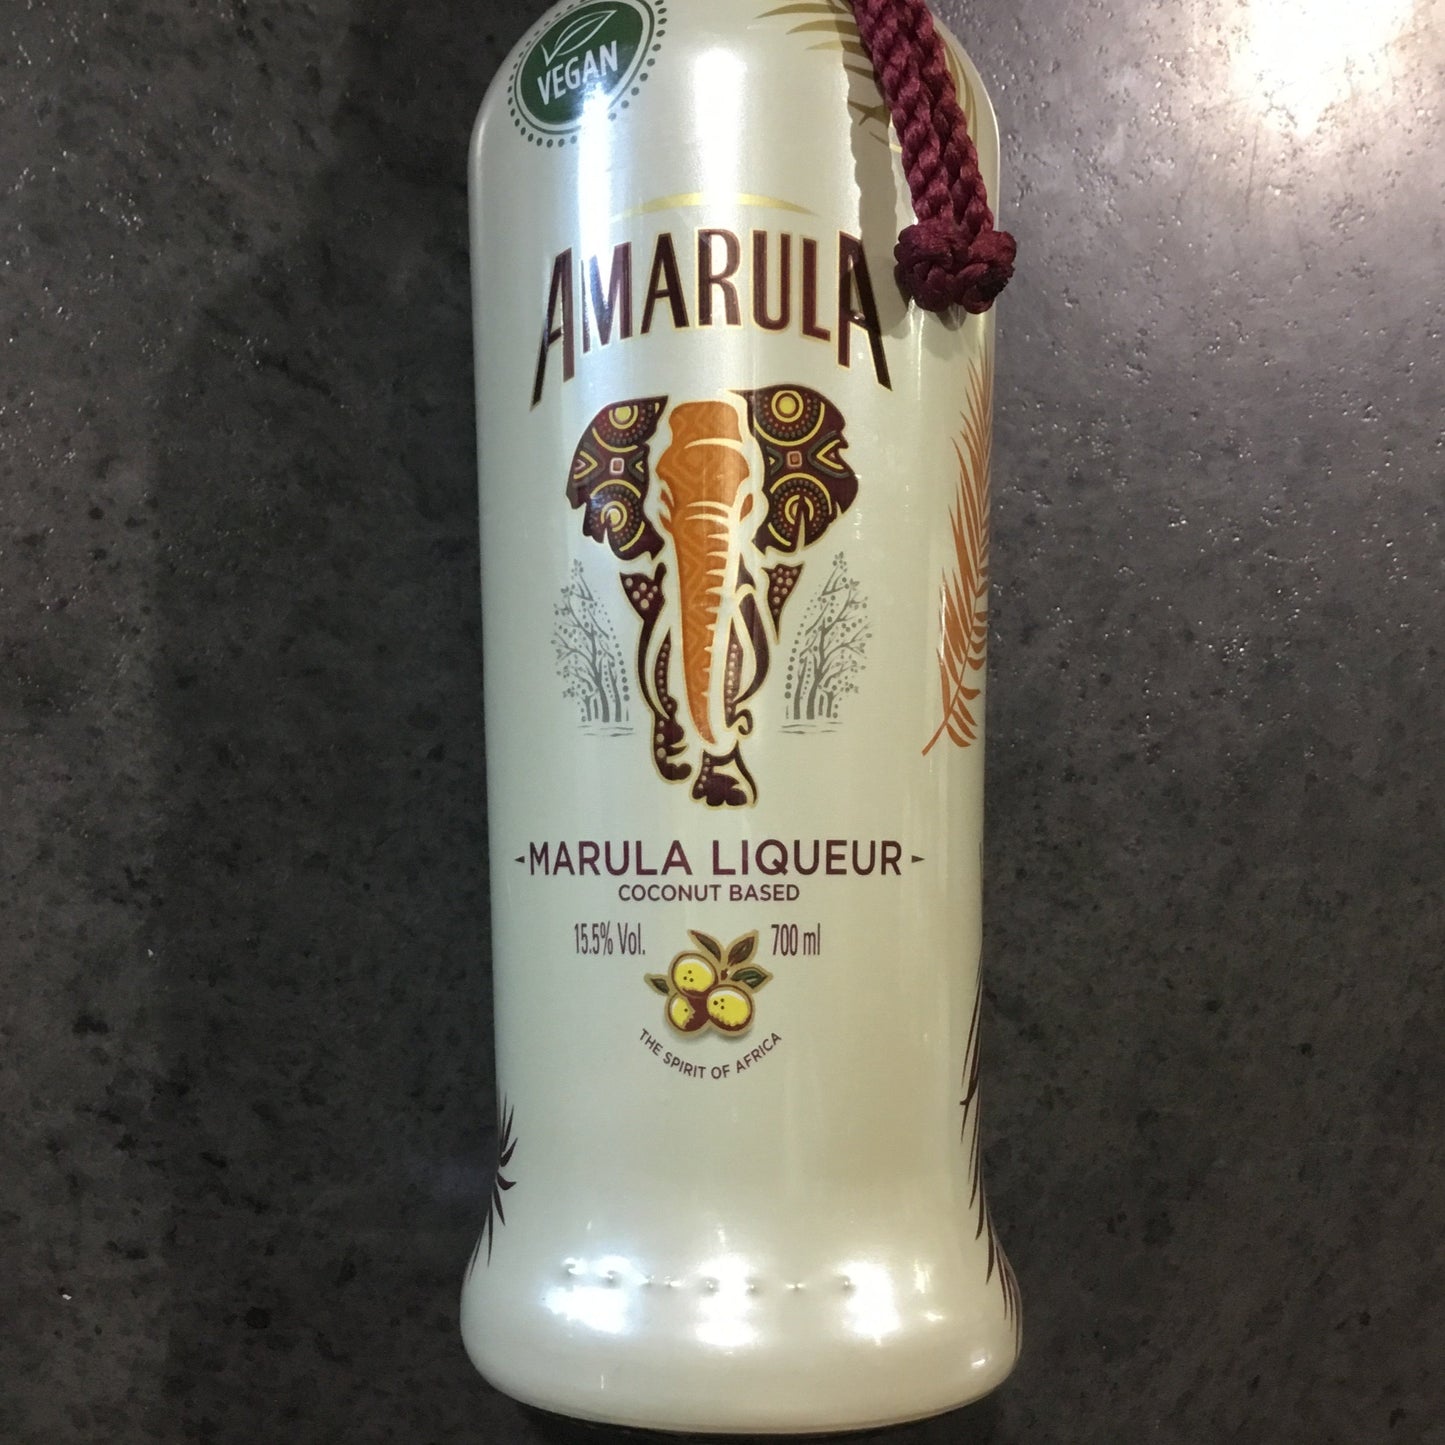 VEGAN
AMARULA
MARULA LIQUEUR
COCONUT BASED
15.5% Vol. 700 ml
THE SPIRIT OF AFRICA